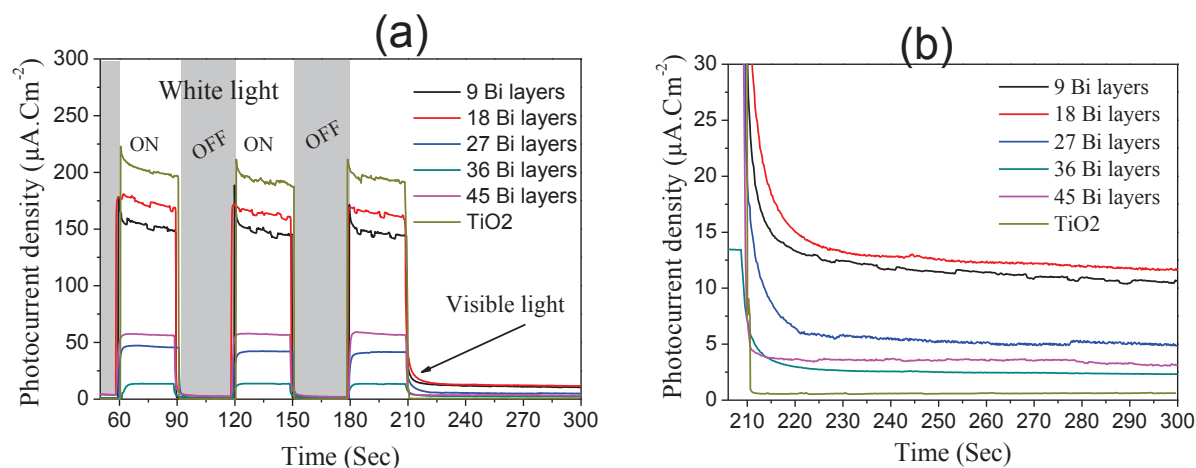 (a)
300
250
200
150
100
50
0
Photocurrent density (µA.Cm⁻²)
White light
ON
OFF
ON
OFF
9 Bi layers
18 Bi layers
27 Bi layers
36 Bi layers
45 Bi layers
TiO2
Visible light
60 90 120 150 180 210 240 270 300
Time (Sec)
(b)
30
25
20
15
10
5
0
Photocurrent density (µA.Cm⁻²)
9 Bi layers
18 Bi layers
27 Bi layers
36 Bi layers
45 Bi layers
TiO2
210 220 230 240 250 260 270 280 290 300
Time (Sec)